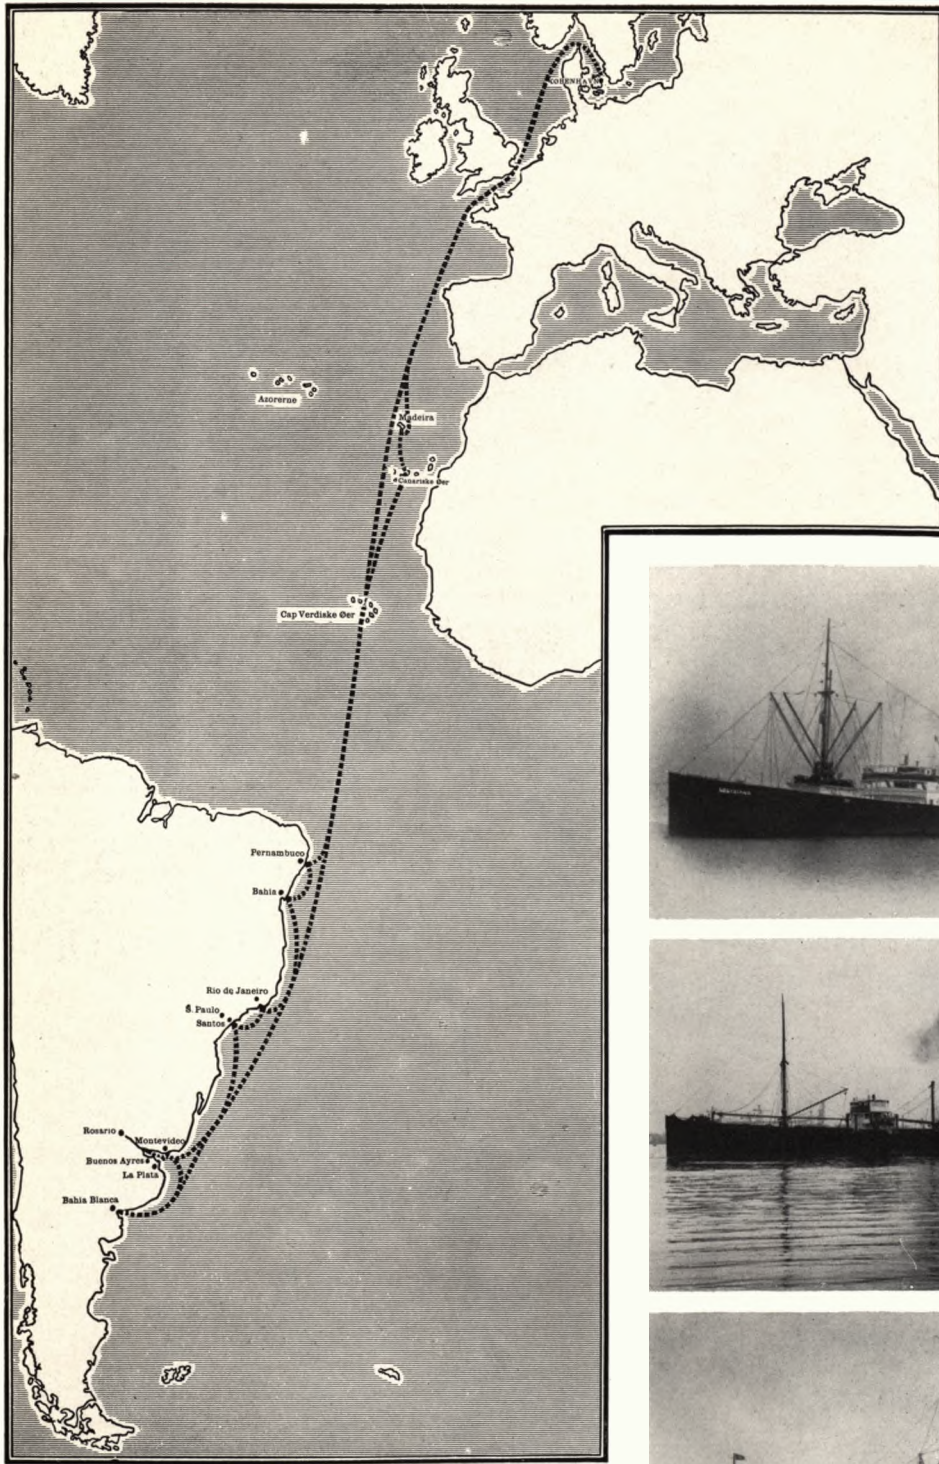 KØBENHAVN
Azorerne
Madeira
Canariske Øer
Cap Verdiske Øer
Pernambuco
Bahia
Rio de Janeiro
S. Paulo
Santos
Rosario
Montevideo
Buenos Ayres
La Plata
Bahia Blanca